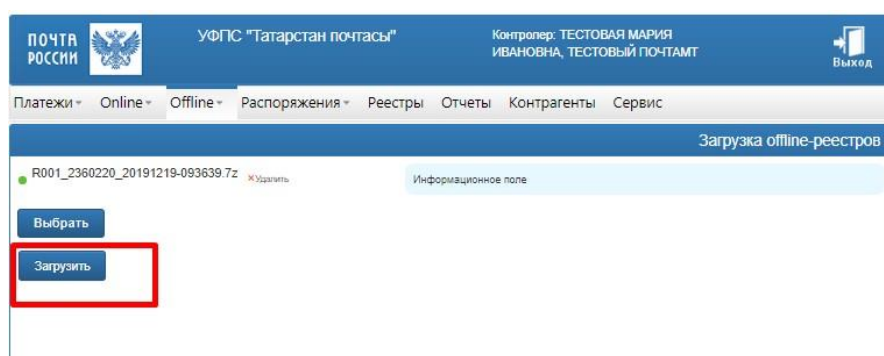 ПОЧТА
РОССИИ
УФПС "Татарстан почтасы"
Контролер: ТЕСТОВАЯ МАРИЯ
ИВАНОВНА, ТЕСТОВЫЙ ПОЧТАМТ
Выход
Платежи Online Offline Распоряжения Реестры Отчеты Контрагенты Сервис
Загрузка offline-реестров
R001_2360220_20191219-093639.7z xУдалить Информационное поле
Выбрать
Загрузить